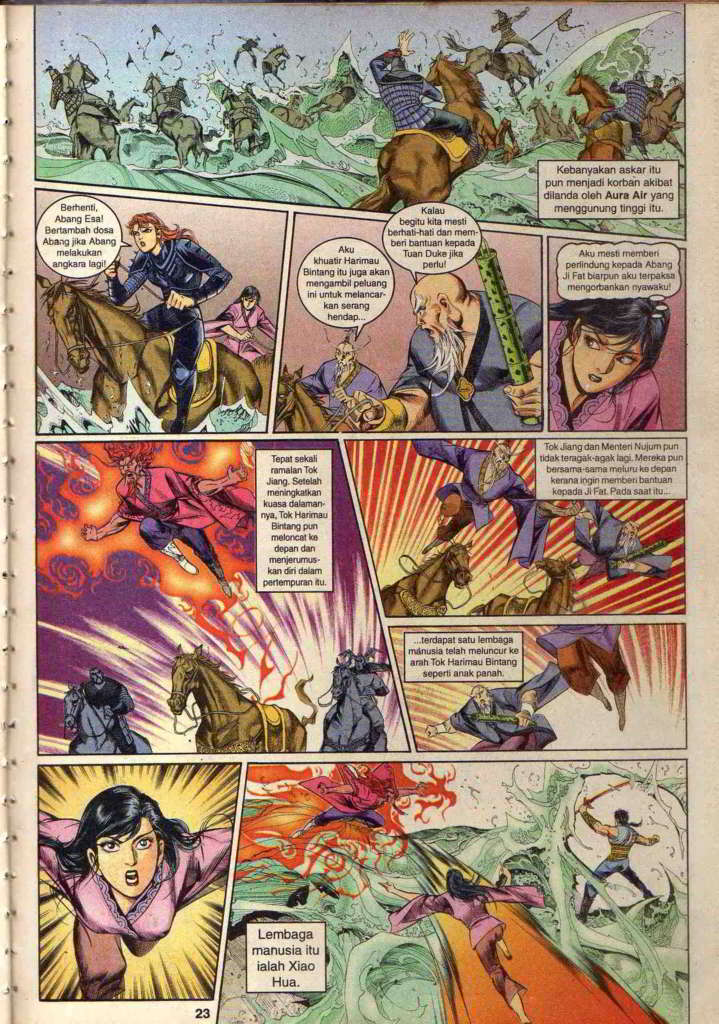 Kebanyakan askar itu
pun menjadi korban akibat
dilanda oleh Aura Air yang
menggunung tinggi itu.
Berhenti,
Abang Esa!
Bertambah dosa
Abang jika Abang
melakukan
angkara lagi!
Aku
khuatir Harimau
Bintang itu juga akan
mengambil peluang
ini untuk melancar-
kan serang
hendap...
Kalau
begitu kita mesti
berhati-hati dan mem-
beri bantuan kepada
Tuan Duke jika
perlu!
Aku mesti memberi
perlindung kepada Abang
Ji Fat biarpun aku terpaksa
mengorbankan nyawaku!
Tepat sekali
ramalan Tok
Jiang. Setelah
meningkatkan
kuasa dalaman-
nya, Tok Harimau
Bintang pun
meloncat ke
depan dan
menjerumus-
kan diri dalam
pertempuran itu.
Tok Jiang dan Menteri Nujum pun
tidak teragak-agak lagi. Mereka pun
bersama-sama meluru ke depan
kerana ingin memberi bantuan
kepada Ji Fat. Pada saat itu...
...terdapat satu lembaga
manusia telah meluncur ke
arah Tok Harimau Bintang
seperti anak panah.
Lembaga
manusia itu
ialah Xiao
Hua.
23